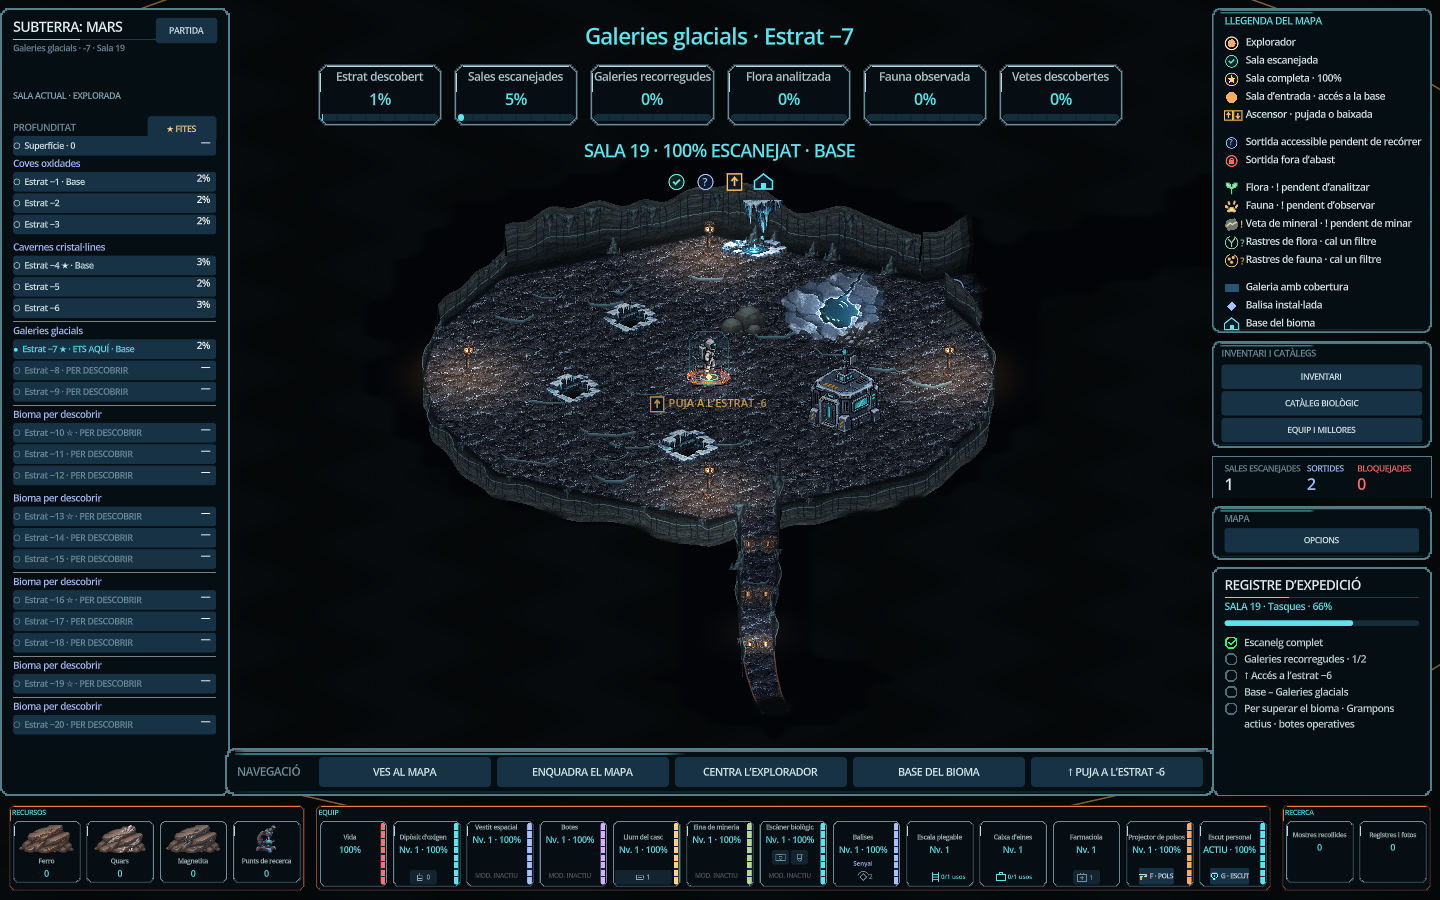 SUBTERRA: MARS
PARTIDA
Galeries glacials · -7 · Sala 19
SALA ACTUAL · EXPLORADA
PROFUNDITAT
★ FITES
Superfície · 0 —
Coves oxidades
Estrat −1 · Base 2%
Estrat −2 2%
Estrat −3 2%
Cavernes cristal·lines
Estrat −4 ★ · Base 3%
Estrat −5 2%
Estrat −6 3%
Galeries glacials
Estrat −7 ★ · ETS AQUÍ · Base 2%
Estrat −8 · PER DESCOBRIR —
Estrat −9 · PER DESCOBRIR —
Bioma per descobrir
Estrat −10 ☆ · PER DESCOBRIR —
Estrat −11 · PER DESCOBRIR —
Estrat −12 · PER DESCOBRIR —
Bioma per descobrir
Estrat −13 ☆ · PER DESCOBRIR —
Estrat −14 · PER DESCOBRIR —
Estrat −15 · PER DESCOBRIR —
Bioma per descobrir
Estrat −16 ☆ · PER DESCOBRIR —
Estrat −17 · PER DESCOBRIR —
Estrat −18 · PER DESCOBRIR —
Bioma per descobrir
Estrat −19 ☆ · PER DESCOBRIR —
Bioma per descobrir
Estrat −20 · PER DESCOBRIR —
Galeries glacials · Estrat −7
Estrat descobert
1%
Sales escanejades
5%
Galeries recorregudes
0%
Flora analitzada
0%
Fauna observada
0%
Vetes descobertes
0%
SALA 19 · 100% ESCANEJAT · BASE
PUJA A L'ESTRAT -6
NAVEGACIÓ
VES AL MAPA
ENQUADRA EL MAPA
CENTRA L'EXPLORADOR
BASE DEL BIOMA
↑ PUJA A L'ESTRAT -6
LLEGENDA DEL MAPA
Explorador
Sala escanejada
Sala completa · 100%
Sala d'entrada · accés a la base
Ascensor · pujada o baixada
Sortida accessible pendent de recórrer
Sortida fora d'abast
Flora · ! pendent d'analitzar
Fauna · ! pendent d'observar
! Veta de mineral · ! pendent de minar
? Rastres de flora · cal un filtre
? Rastres de fauna · cal un filtre
Galeria amb cobertura
Balisa instal·lada
Base del bioma
INVENTARI I CATÀLEGS
INVENTARI
CATÀLEG BIOLÒGIC
EQUIP I MILLORES
SALES ESCANEJADES SORTIDES BLOQUEJADES
1 2 0
MAPA
OPCIONS
REGISTRE D'EXPEDICIÓ
SALA 19 · Tasques · 66%
Escaneig complet
Galeries recorregudes · 1/2
↑ Accés a l'estrat −6
Base – Galeries glacials
Per superar el bioma · Grampons
actius · botes operatives
RECURSOS
Ferro
0
Quars
0
Magnetita
0
Punts de recerca
0
EQUIP
Vida
100%
Dipòsit d'oxigen
Nv. 1 · 100%
0
Vestit espacial
Nv. 1 · 100%
MOD. INACTIU
Botes
Nv. 1 · 100%
MOD. INACTIU
Llum del casc
Nv. 1 · 100%
1
Eina de mineria
Nv. 1 · 100%
MOD. INACTIU
Escàner biològic
Nv. 1 · 100%
MOD. INACTIU
Balises
Nv. 1 · 100%
Senyal
2
Escala plegable
Nv. 1
0/1 usos
Caixa d'eines
Nv. 1
0/1 usos
Farmaciola
Nv. 1
1
Projector de polsos
Nv. 1 · 100%
F · POLS
Escut personal
ACTIU · 100%
G · ESCUT
RECERCA
Mostres recollides
0
Registres i fotos
0